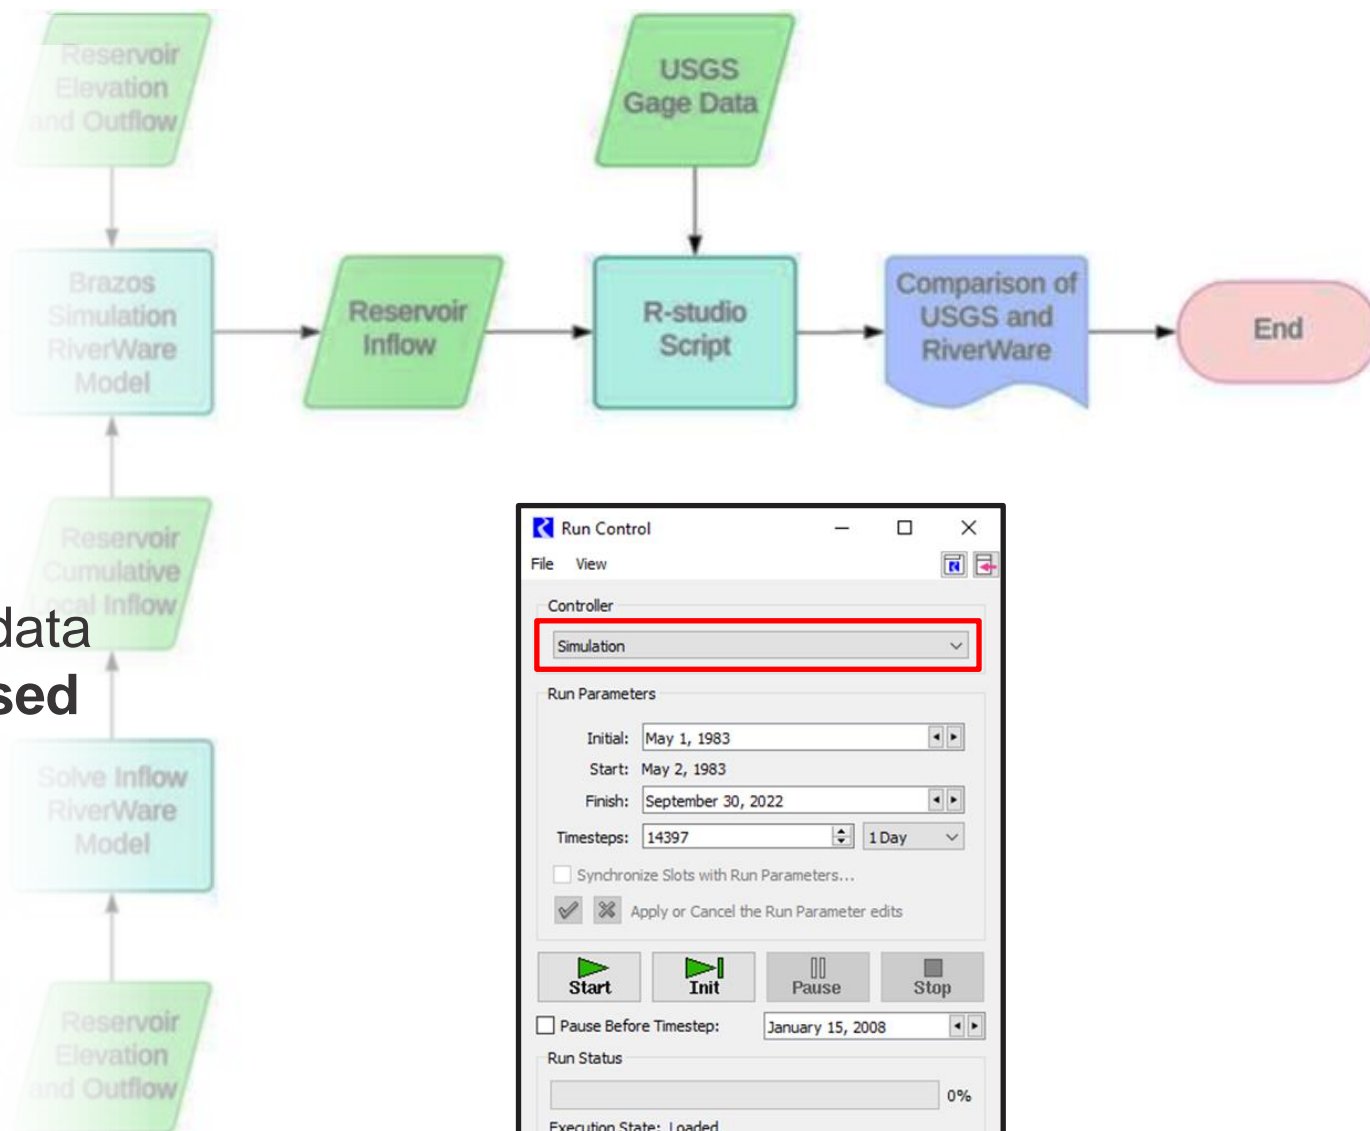 Reservoir
Elevation
and Outflow
USGS
Gage Data
Brazos
Simulation
RiverWare
Model
Reservoir
Inflow
R-studio
Script
Comparison of
USGS and
RiverWare
End
Reservoir
Cumulative
Local Inflow
data
sed
Solve Inflow
RiverWare
Model
Reservoir
Elevation
and Outflow
Run Control
File View
Controller
Simulation
Run Parameters
Initial: May 1, 1983
Start: May 2, 1983
Finish: September 30, 2022
Timesteps: 14397 1 Day
Synchronize Slots with Run Parameters...
Apply or Cancel the Run Parameter edits
Start Init Pause Stop
Pause Before Timestep: January 15, 2008
Run Status
0%
Execution State: Loaded